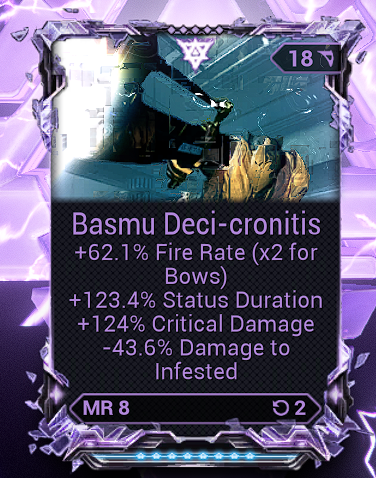 18
Basmu Deci-cronitis
+62.1% Fire Rate (x2 for
Bows)
+123.4% Status Duration
+124% Critical Damage
-43.6% Damage to
Infested
MR 8
2